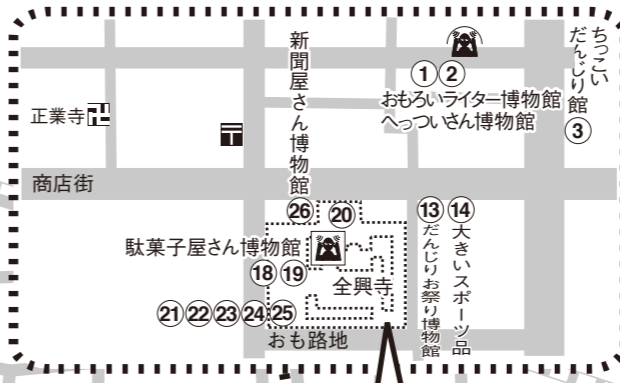 新聞屋さん博物館
ちっこい
だんじり館
①②
おもろいライター博物館
へっついさん博物館
③
正業寺
商店街
㉖
⑳
⑬
⑭
駄菓子屋さん博物館
⑱⑲
全興寺
だんじりお祭り博物館
大きいスポーツ品
㉑㉒㉓㉔㉕
おも路地